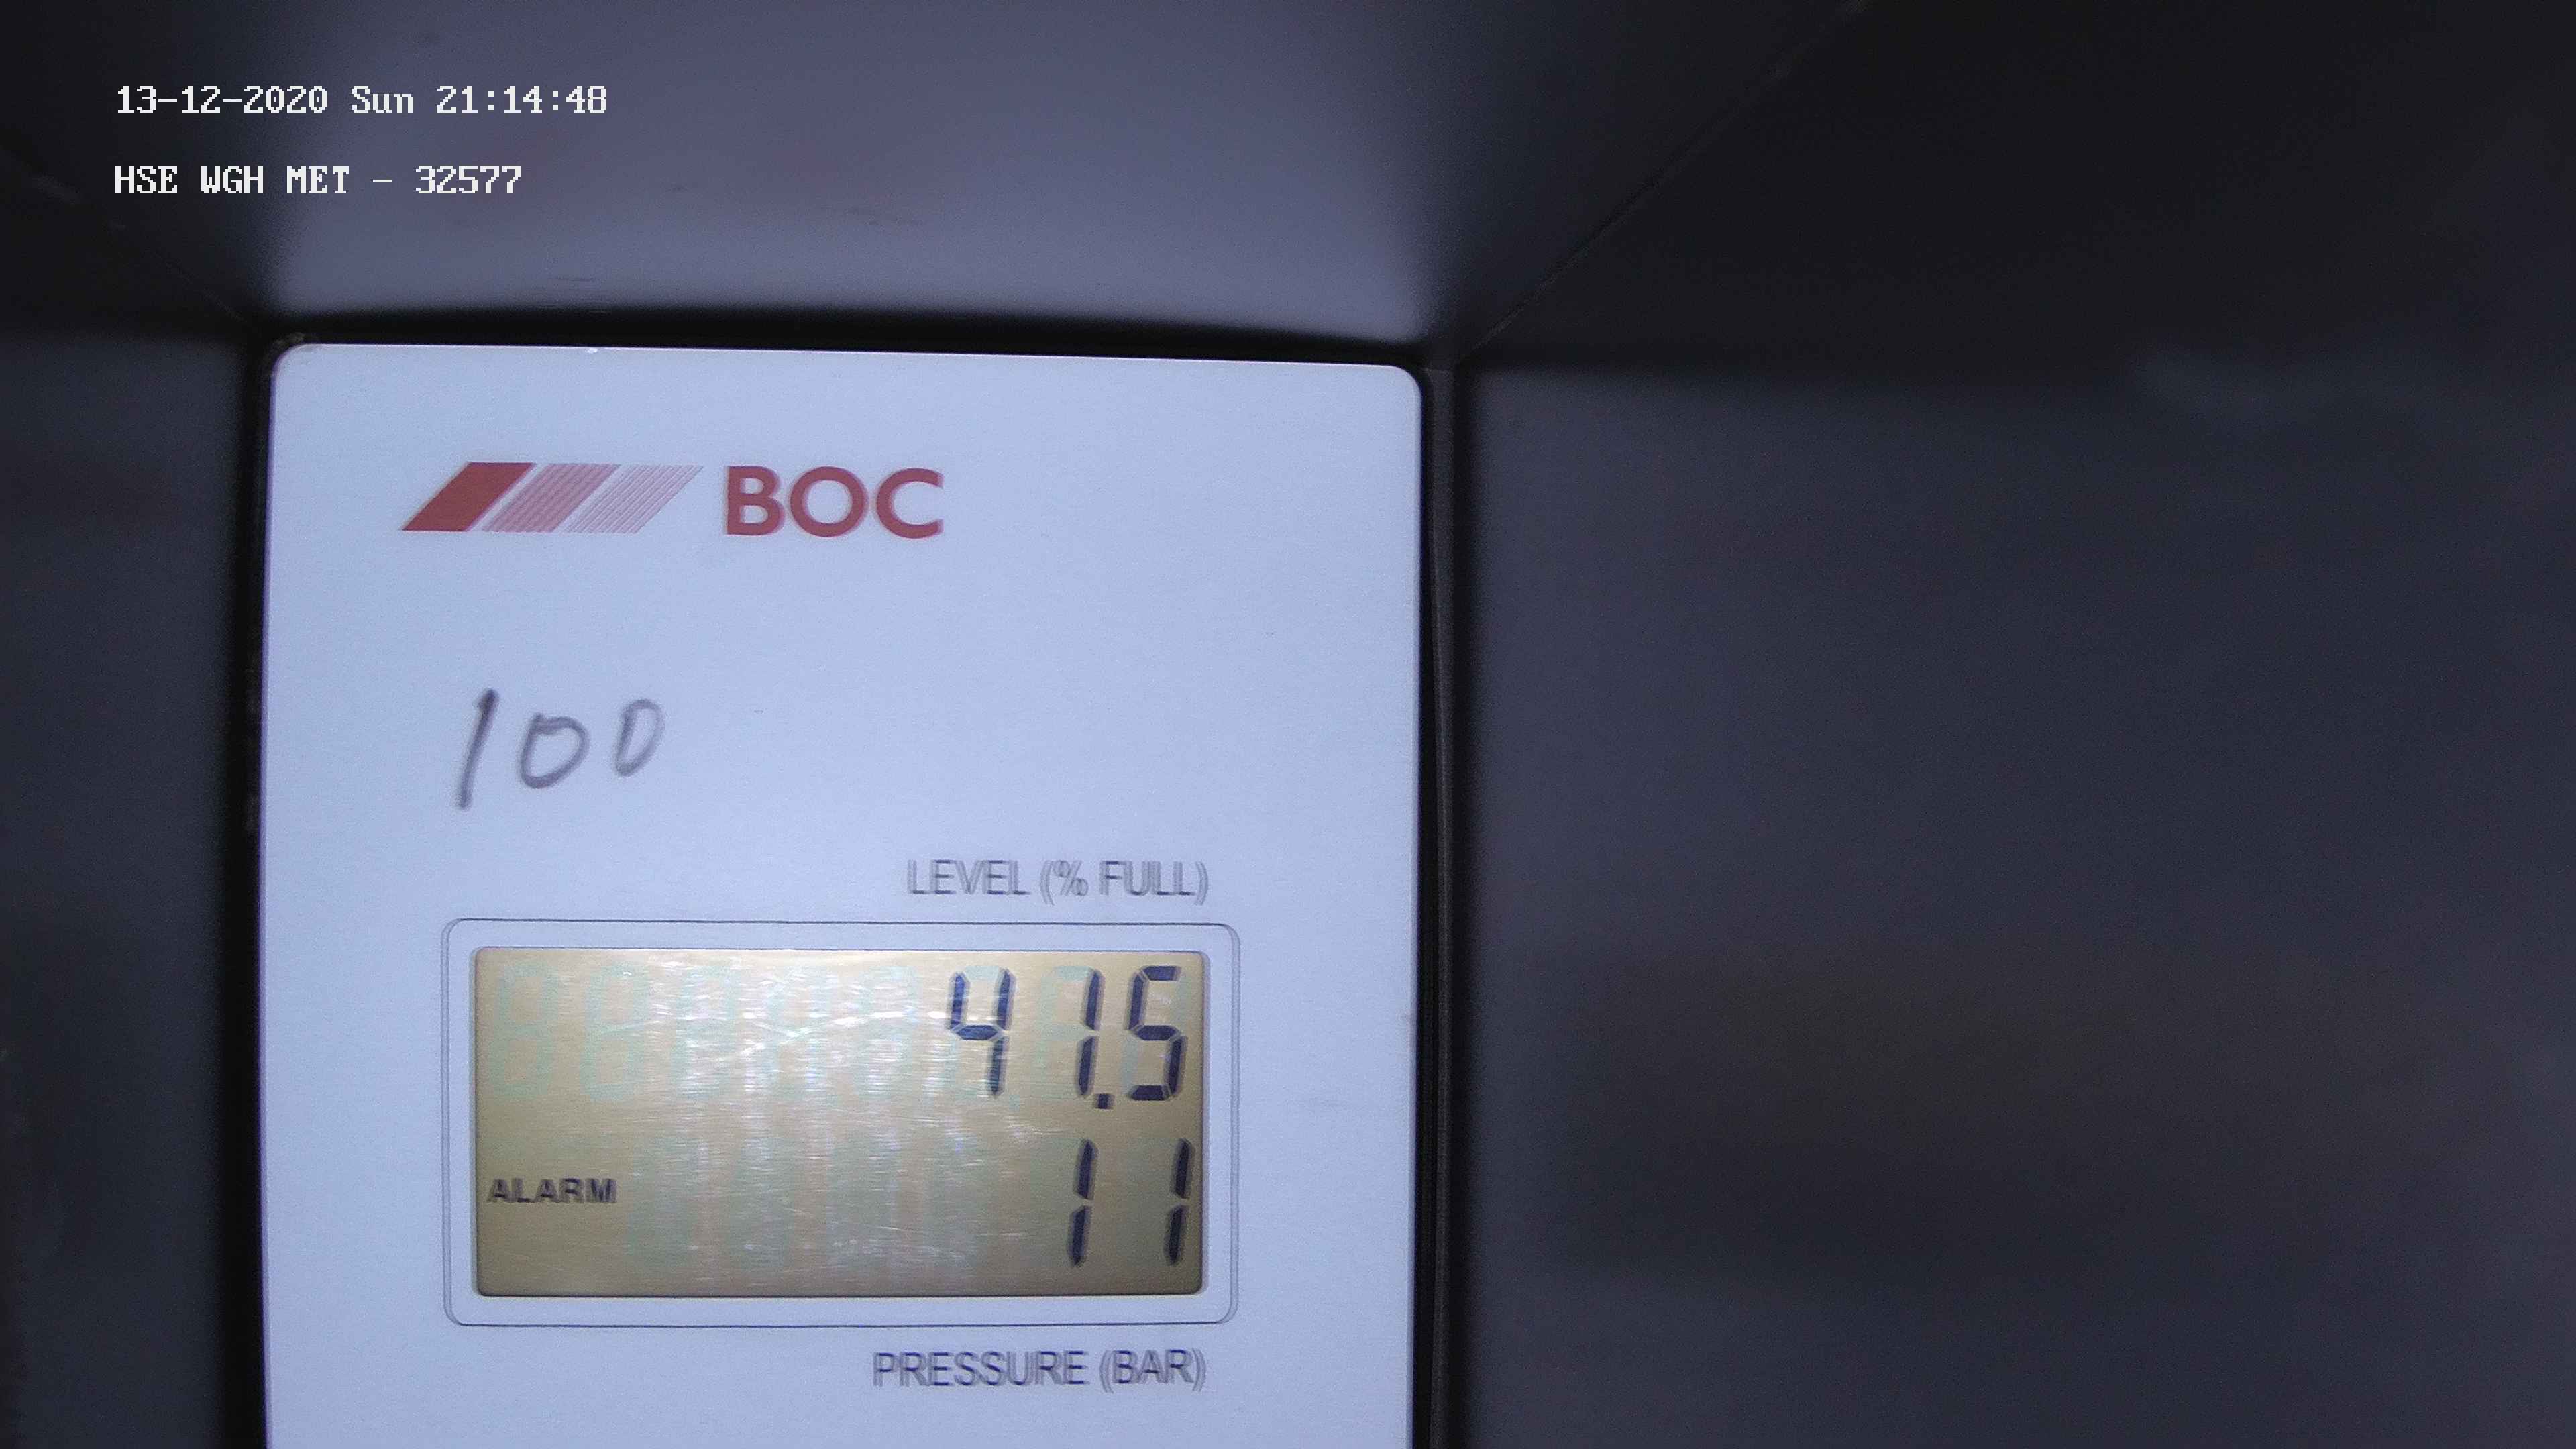 13-12-2020 Sun 21:14:48
HSE WGH MET - 32577
BOC
100
LEVEL (% FULL)
41.5
ALARM 11
PRESSURE (BAR)